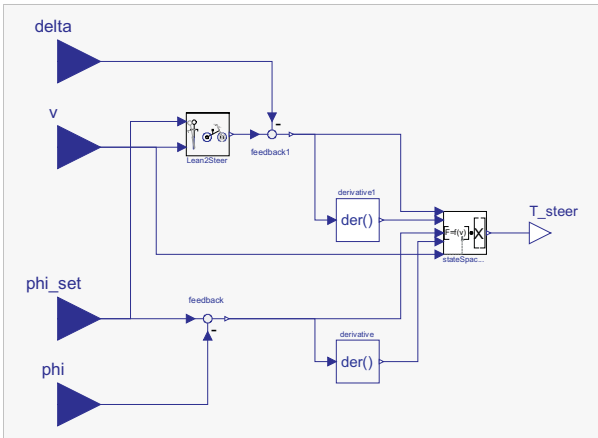 delta
v
Lean2Steer
-
feedback1
derivative1
der()
T_steer
F=f(v)
X
stateSpac...
phi_set
feedback
-
derivative
der()
phi